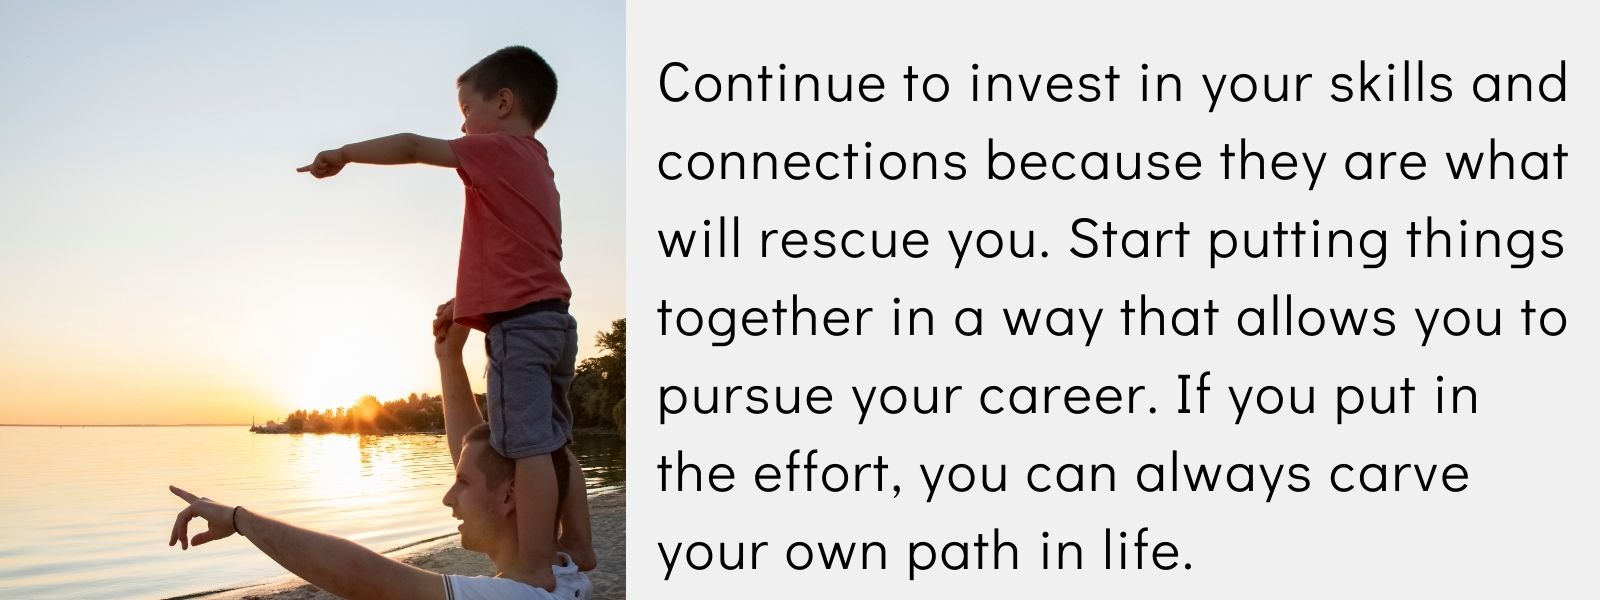 Continue to invest in your skills and
connections because they are what
will rescue you. Start putting things
together in a way that allows you to
pursue your career. If you put in
the effort, you can always carve
your own path in life.